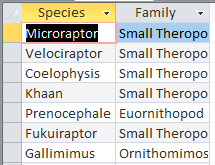 Species Family
Microraptor Small Theropo
Velociraptor Small Theropo
Coelophysis Small Theropo
Khaan Small Theropo
Prenocephale Euornithopod
Fukuiraptor Small Theropo
Gallimimus Ornithomimos